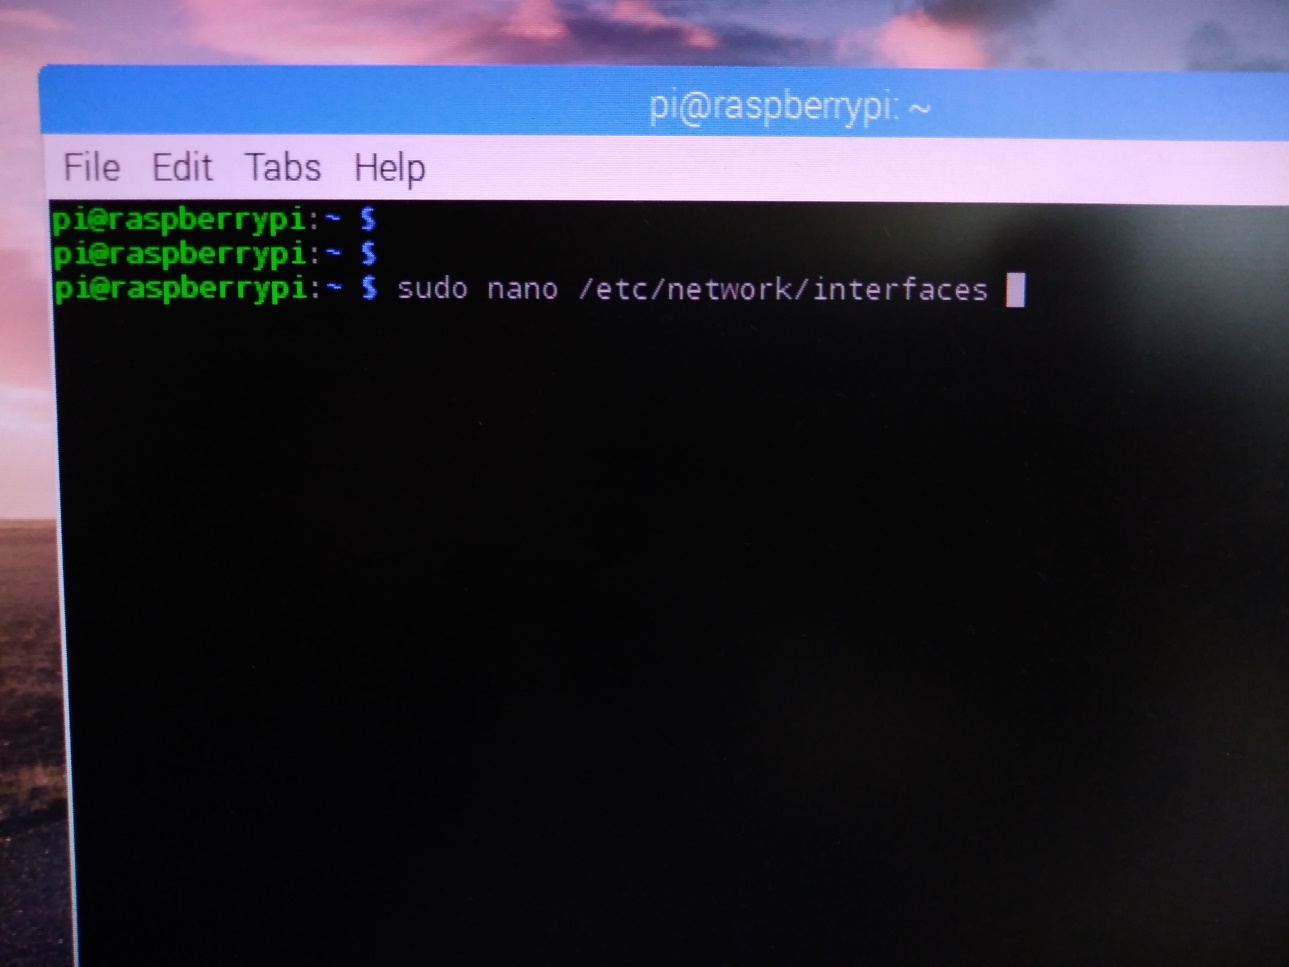 pi@raspberrypi: ~
File Edit Tabs Help
pi@raspberrypi:~ $
pi@raspberrypi:~ $
pi@raspberrypi:~ $ sudo nano /etc/network/interfaces